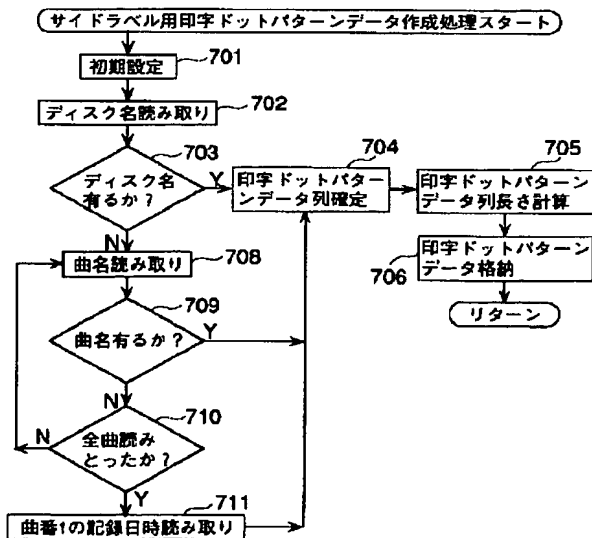 サイドラベル用印字ドットパターンデータ作成処理スタート
初期設定
701
ディスク名読み取り
702
703
ディスク名
有るか?
Y
N
704
印字ドットパター
ンデータ列確定
705
印字ドットパターン
データ列長さ計算
706
印字ドットパターン
データ格納
リターン
曲名読み取り
708
709
曲名有るか?
Y
N
710
全曲読み
とったか?
N
Y
711
曲番1の記録日時読み取り